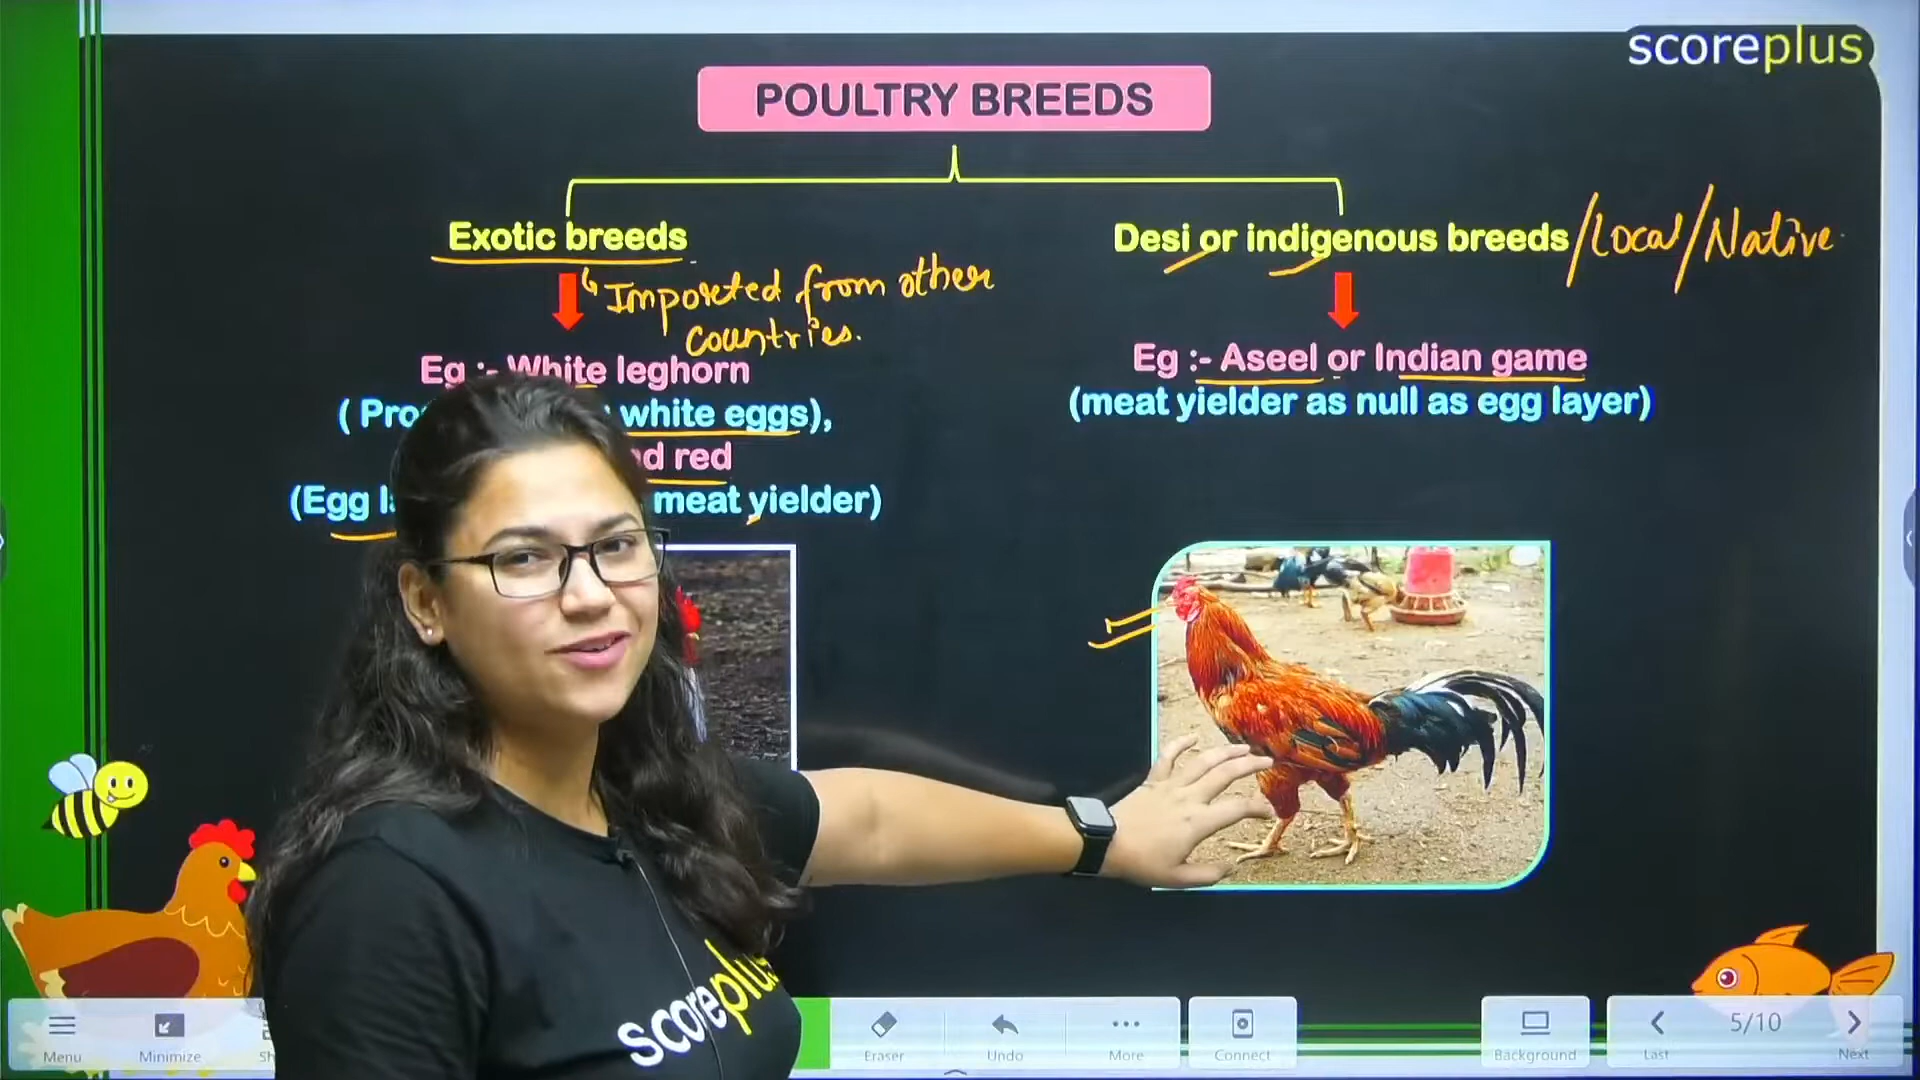 scoreplus
POULTRY BREEDS
Exotic breeds
Desi or indigenous breeds/Local/Native
Imported from other
countries.
Eg :- White leghorn
( Pro white eggs),
d red
(Egg l meat yielder)
Eg :- Aseel or Indian game
(meat yielder as null as egg layer)
scoreplus
Menu
Minimize
Sh
Eraser
Undo
More
Connect
Background
Last
5/10
Next